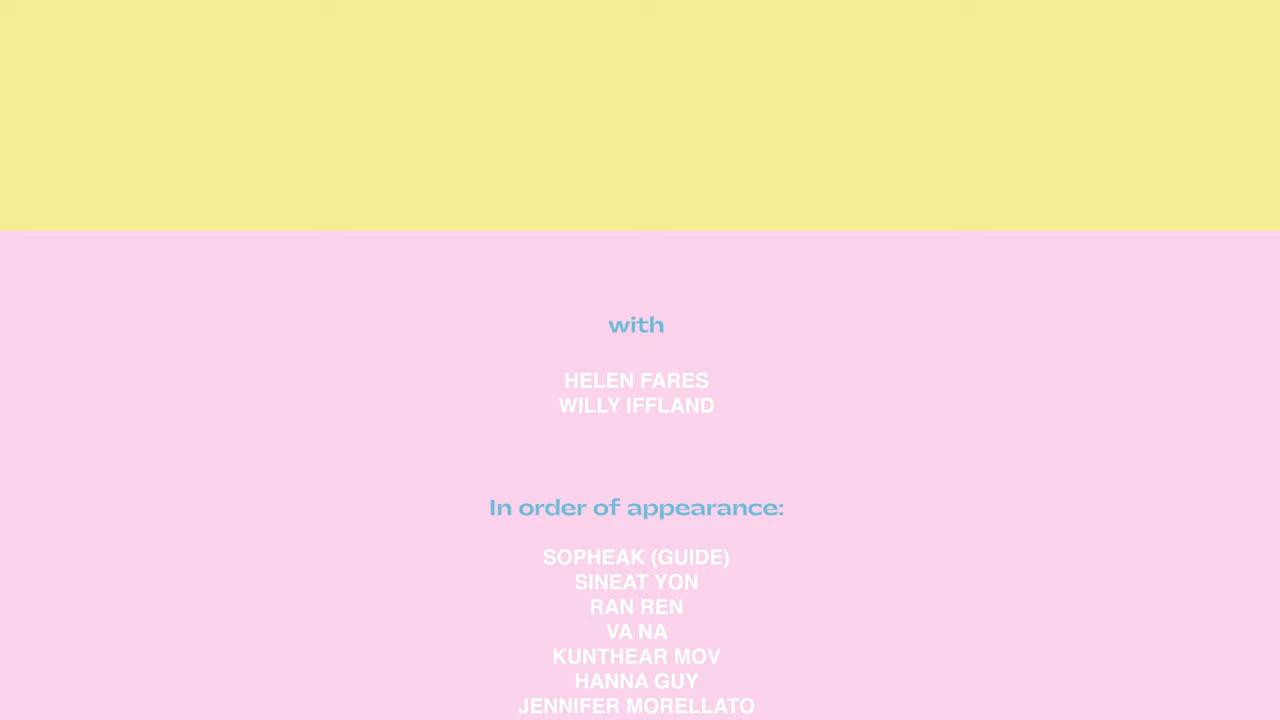 with
HELEN FARES
WILLY IFFLAND
In order of appearance:
SOPHEAK (GUIDE)
SINEAT YON
RAN REN
VA NA
KUNTHEAR MOV
HANNA GUY
JENNIFER MORELLATO